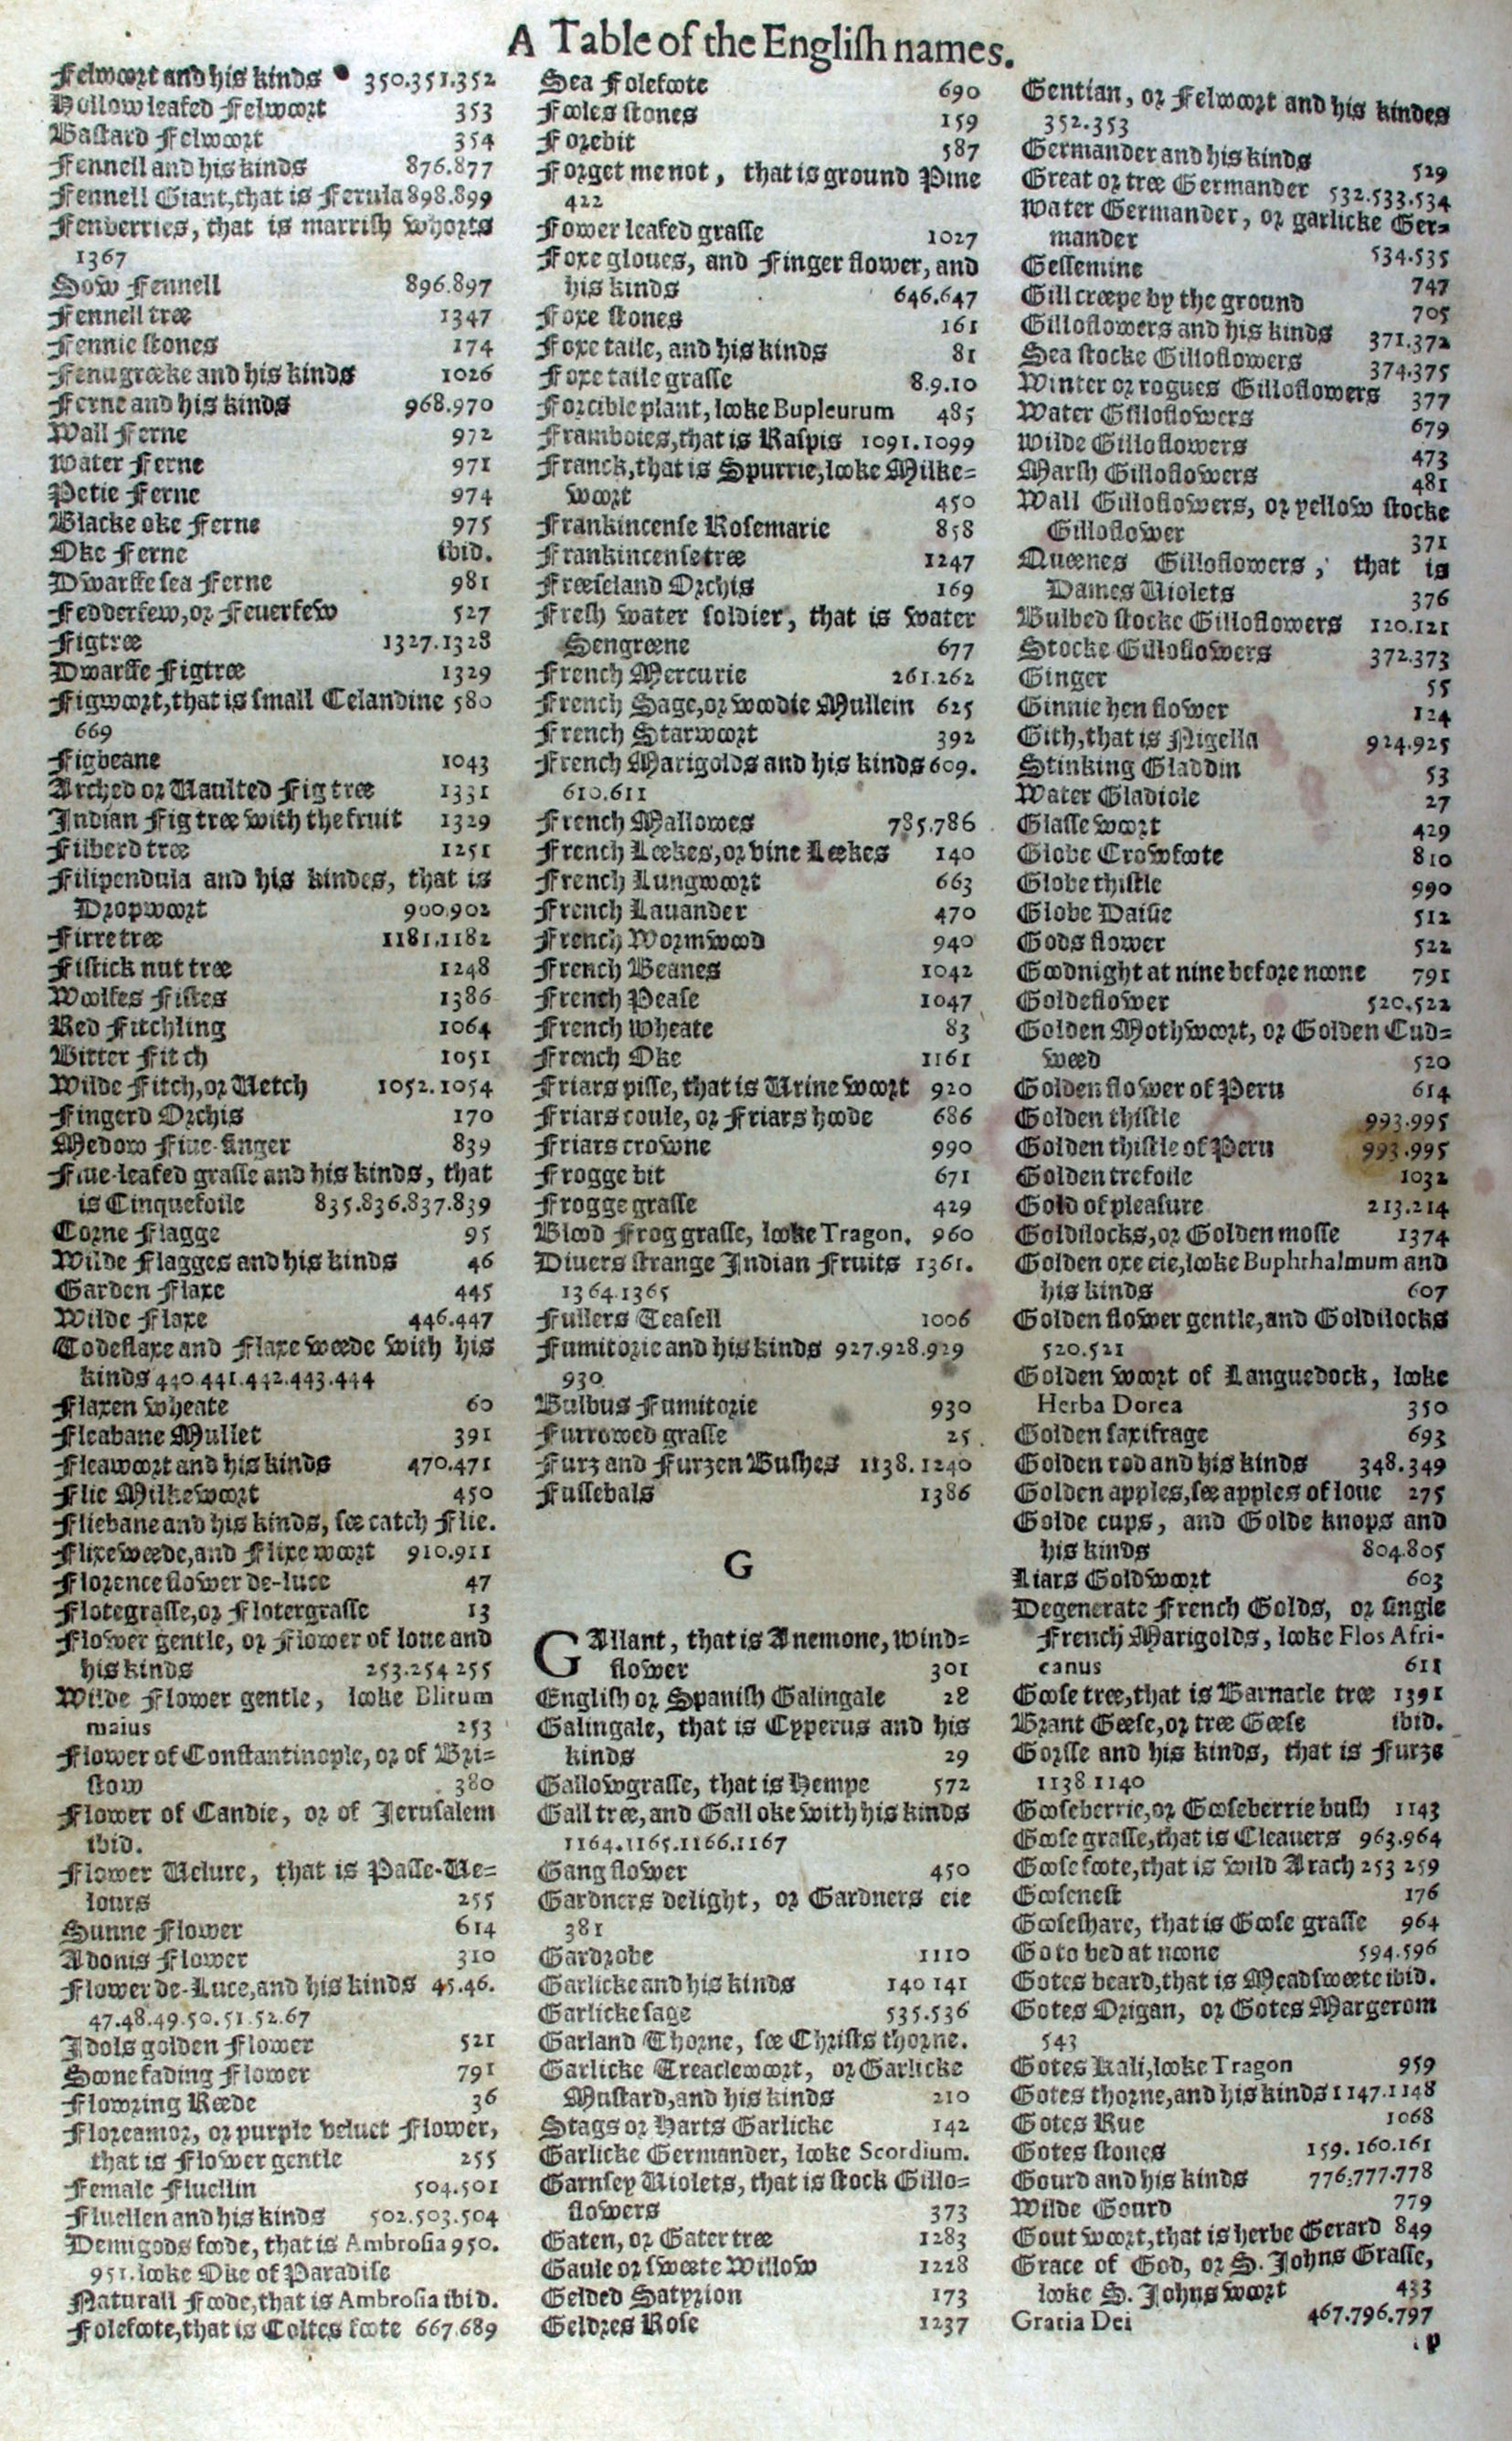 A Table of the Engliſh names.
Felwoort and his kinds 350.351.352
Hollow leafed Felwoort 353
Baſtard Felwoort 354
Fennell and his kinds 876.877
Fennell Giant, that is Ferula 898.899
Fenberries, that is marriſh Whorts
1367
Sow Fennell 896.897
Fennell tree 1347
Fennie ſtones 174
Fenugreeke and his kinds 1026
Ferne and his kinds 968.970
Wall Ferne 972
Water Ferne 971
Petie Ferne 974
Blacke oke Ferne 975
Oke Ferne ibid.
Dwarffe ſea Ferne 981
Fedderfew, or Feuerfew 527
Figtree 1327.1328
Dwarffe Figtree 1329
Figwoort, that is ſmall Celandine 580
669
Figbeane 1043
Arched or Vaulted Fig tree 1331
Indian Fig tree with the fruit 1329
Filberd tree 1251
Filipendula and his kindes, that is
Dropwoort 900.902
Firre tree 1181.1182
Fiſtick nut tree 1248
Woolfes Fiſtes 1386
Red Fitchling 1064
Bitter Fitch 1051
Wilde Fitch, or Vetch 1052.1054
Fingerd Orchis 170
Medow Fiue-finger 839
Fiue-leafed graſſe and his kinds, that
is Cinquefoile 835.836.837.839
Corne Flagge 95
Wilde Flagges and his kinds 46
Garden Flaxe 445
Wilde Flaxe 446.447
Todeflaxe and Flaxe weede with his
kinds 440.441.442.443.444
Flaxen wheate 60
Fleabane Mullet 391
Fleawoort and his kinds 470.471
Flie Milkewoort 450
Fliebane and his kinds, ſee catch Flie.
Flixeweede, and Flixewoort 910.911
Florence flower de-luce 47
Flotegraſſe, or Flotergraſſe 13
Flower gentle, or Flower of loue and
his kinds 253.254 255
Wilde Flower gentle, looke Blitum
maius 253
Flower of Conſtantinople, or of Bri-
ſtow 380
Flower of Candie, or of Jeruſalem
ibid.
Flower Velure, that is Paſſe-Ve-
lours 255
Sunne Flower 614
Adonis Flower 310
Flower de-Luce, and his kinds 45.46.
47.48.49.50.51.52.67
Idols golden Flower 521
Soone fading Flower 791
Flowring Reede 36
Floreamor, or purple veluet Flower,
that is Flower gentle 255
Female Fluellin 504.501
Fluellen and his kinds 502.503.504
Demigods foode, that is Ambroſia 950.
951. looke Oke of Paradiſe
Naturall Foode, that is Ambroſia ibid.
Folefoote, that is Coltes foote 667.689
Sea Folefoote 690
Fooles ſtones 159
Forebit 587
Forget me not, that is ground Pine
422
Fower leafed graſſe 1027
Foxe gloues, and Finger flower, and
his kinds 646.647
Foxe ſtones 161
Foxe taile, and his kinds 81
Foxe taile graſſe 8.9.10
Forcible plant, looke Bupleurum 485
Framboies, that is Raſpis 1091.1099
Franck, that is Spurrie, looke Milke-
woort 450
Frankincenſe Roſemarie 858
Frankincenſe tree 1247
Freeſeland Orchis 169
Freſh water ſoldier, that is water
Sengreene 677
French Mercurie 261.262
French Sage, or woodie Mullein 625
French Starwoort 392
French Marigolds and his kinds 609.
610.611
French Mallowes 785.786
French Leekes, or vine Leekes 140
French Lungwoort 663
French Lauander 470
French Wormwood 940
French Beanes 1042
French Peaſe 1047
French wheate 83
French Oke 1161
Friars piſſe, that is Vrine woort 920
Friars coule, or Friars hoode 686
Friars crowne 990
Frogge bit 671
Frogge graſſe 429
Blood Frog graſſe, looke Tragon. 960
Diuers ſtrange Indian Fruits 1361.
1364.1365
Fullers Teaſell 1006
Fumitorie and his kinds 927.928.929
930
Bulbus Fumitorie 930
Furrowed graſſe 25.
Furz and Furzen Buſhes 1138.1240
Fuſſebals 1386
G
GAllant, that is Anemone, Wind-
flower 301
Engliſh or Spaniſh Galingale 28
Galingale, that is Cyperus and his
kinds 29
Gallowgraſſe, that is Hempe 572
Gall tree, and Gall oke with his kinds
1164.1165.1166.1167
Gang flower 450
Gardners delight, or Gardners eie
381
Gardrobe 1110
Garlicke and his kinds 140 141
Garlicke ſage 535.536
Garland Thorne, ſee Chriſts thorne.
Garlicke Treaclewoort, or Garlicke
Muſtard, and his kinds 210
Stags or Harts Garlicke 142
Garlicke Germander, looke Scordium.
Garnſey Violets, that is ſtock Gillo-
flowers 373
Gaten, or Gater tree 1283
Gaule or ſweete Willow 1228
Gelded Satyrion 173
Geldres Roſe 1237
Gentian, or Felwoort and his kindes
352.353
Germander and his kinds 529
Great or tree Germander 532.533.534
Water Germander, or garlicke Ger-
mander 534.535
Geſſemine 747
Gill creepe by the ground 705
Gilloflowers and his kinds 371.372
Sea ſtocke Gilloflowers 374.375
Winter or rogues Gilloflowers 377
Water Gilloflowers 679
Wilde Gilloflowers 473
Marſh Gilloflowers 481
Wall Gilloflowers, or yellow ſtocke
Gilloflower 371
Queenes Gilloflowers, that is
Dames Violets 376
Bulbed ſtocke Gilloflowers 120.121
Stocke Gilloflowers 372.373
Ginger 55
Ginnie hen flower 124
Gith, that is Nigella 924.925
Stinking Gladdin 53
Water Gladiole 27
Glaſſe woort 429
Globe Crowfoote 810
Globe thiſtle 990
Globe Daiſie 512
Gods flower 522
Goodnight at nine before noone 791
Goldeflower 520.522
Golden Mothwoort, or Golden Cud-
weed 520
Golden flower of Peru 614
Golden thiſtle 993.995
Golden thiſtle of Peru 993.995
Golden trefoile 1032
Gold of pleaſure 213.214
Goldilocks, or Golden moſſe 1374
Golden oxe eie, looke Buphthalmum and
his kinds 607
Golden flower gentle, and Goldilocks
520.521
Golden woort of Languedock, looke
Herba Dorea 350
Golden ſaxifrage 693
Golden rod and his kinds 348.349
Golden apples, ſee apples of loue 275
Golde cups, and Golde knops and
his kinds 804.805
Liars Goldwoort 603
Degenerate French Golds, or ſingle
French Marigolds, looke Flos Afri-
canus 611
Gooſe tree, that is Barnacle tree 1391
Brant Geeſe, or tree Geeſe ibid.
Gorſſe and his kinds, that is Furze
1138 1140
Gooſeberrie, or Gooſeberrie buſh 1143
Gooſe graſſe, that is Cleauers 963.964
Gooſe foote, that is wild Arach 253 259
Gooſeneſt 176
Gooſeſhare, that is Gooſe graſſe 964
Go to bed at noone 594.596
Gotes beard, that is Meadſweete ibid.
Gotes Origan, or Gotes Margerom
543
Gotes Kali, looke Tragon 959
Gotes thorne, and his kinds 1147.1148
Gotes Rue 1068
Gotes ſtones 159.160.161
Gourd and his kinds 776.777.778
Wilde Gourd 779
Gout woort, that is herbe Gerard 849
Grace of God, or S. Johns Graſſe,
looke S. Johns woort 433
Gratia Dei 467.796.797